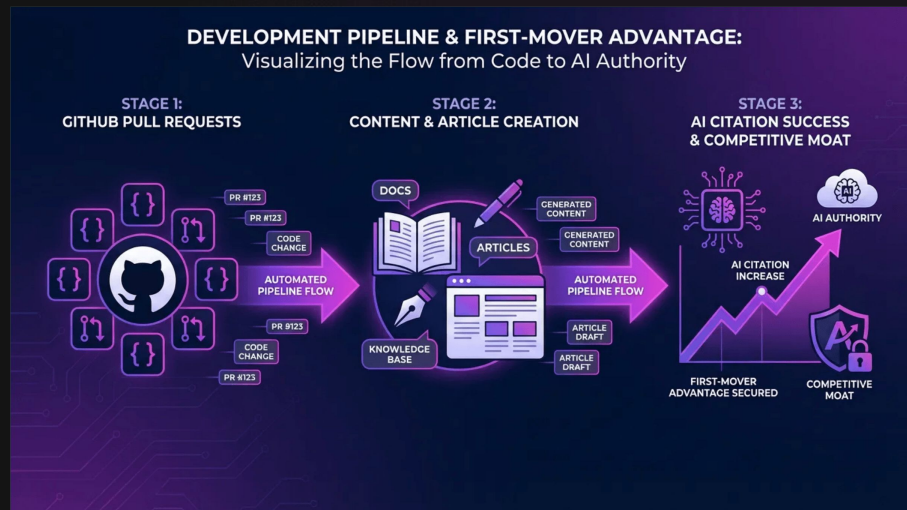 DEVELOPMENT PIPELINE & FIRST-MOVER ADVANTAGE:
Visualizing the Flow from Code to AI Authority
STAGE 1:
GITHUB PULL REQUESTS
PR #123
PR #123
CODE
CHANGE
AUTOMATED
PIPELINE FLOW
PR 9123
CODE
CHANGE
PR #123
STAGE 2:
CONTENT & ARTICLE CREATION
DOCS
ARTICLES
KNOWLEDGE
BASE
GENERATED
CONTENT
GENERATED
CONTENT
AUTOMATED
PIPELINE FLOW
ARTICLE
DRAFT
ARTICLE
DRAFT
STAGE 3:
AI CITATION SUCCESS
& COMPETITIVE MOAT
AI
AI AUTHORITY
AI CITATION
INCREASE
FIRST-MOVER
ADVANTAGE SECURED
A
COMPETITIVE
MOAT